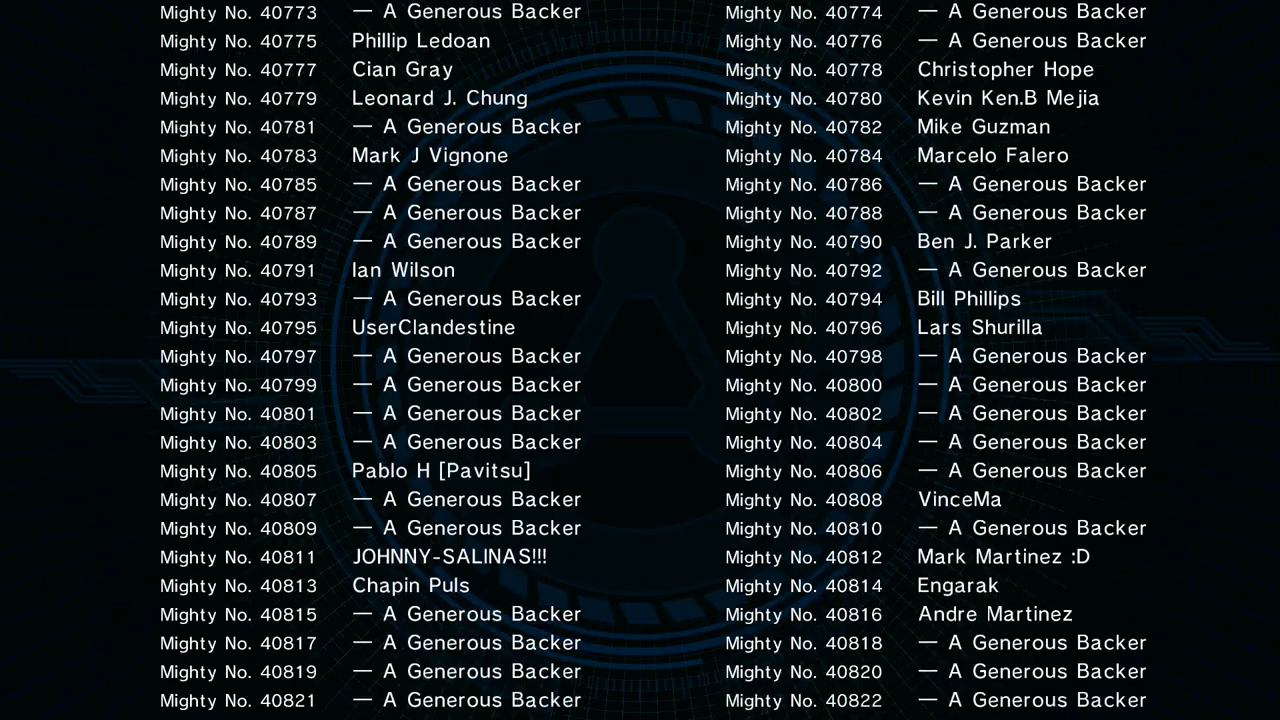 Mighty No. 40773 — A Generous Backer Mighty No. 40774 — A Generous Backer
Mighty No. 40775 Phillip Ledoan Mighty No. 40776 — A Generous Backer
Mighty No. 40777 Cian Gray Mighty No. 40778 Christopher Hope
Mighty No. 40779 Leonard J. Chung Mighty No. 40780 Kevin Ken.B Mejia
Mighty No. 40781 — A Generous Backer Mighty No. 40782 Mike Guzman
Mighty No. 40783 Mark J Vignone Mighty No. 40784 Marcelo Falero
Mighty No. 40785 — A Generous Backer Mighty No. 40786 — A Generous Backer
Mighty No. 40787 — A Generous Backer Mighty No. 40788 — A Generous Backer
Mighty No. 40789 — A Generous Backer Mighty No. 40790 Ben J. Parker
Mighty No. 40791 Ian Wilson Mighty No. 40792 — A Generous Backer
Mighty No. 40793 — A Generous Backer Mighty No. 40794 Bill Phillips
Mighty No. 40795 UserClandestine Mighty No. 40796 Lars Shurilla
Mighty No. 40797 — A Generous Backer Mighty No. 40798 — A Generous Backer
Mighty No. 40799 — A Generous Backer Mighty No. 40800 — A Generous Backer
Mighty No. 40801 — A Generous Backer Mighty No. 40802 — A Generous Backer
Mighty No. 40803 — A Generous Backer Mighty No. 40804 — A Generous Backer
Mighty No. 40805 Pablo H [Pavitsu] Mighty No. 40806 — A Generous Backer
Mighty No. 40807 — A Generous Backer Mighty No. 40808 VinceMa
Mighty No. 40809 — A Generous Backer Mighty No. 40810 — A Generous Backer
Mighty No. 40811 JOHNNY-SALINAS!!! Mighty No. 40812 Mark Martinez :D
Mighty No. 40813 Chapin Puls Mighty No. 40814 Engarak
Mighty No. 40815 — A Generous Backer Mighty No. 40816 Andre Martinez
Mighty No. 40817 — A Generous Backer Mighty No. 40818 — A Generous Backer
Mighty No. 40819 — A Generous Backer Mighty No. 40820 — A Generous Backer
Mighty No. 40821 — A Generous Backer Mighty No. 40822 — A Generous Backer